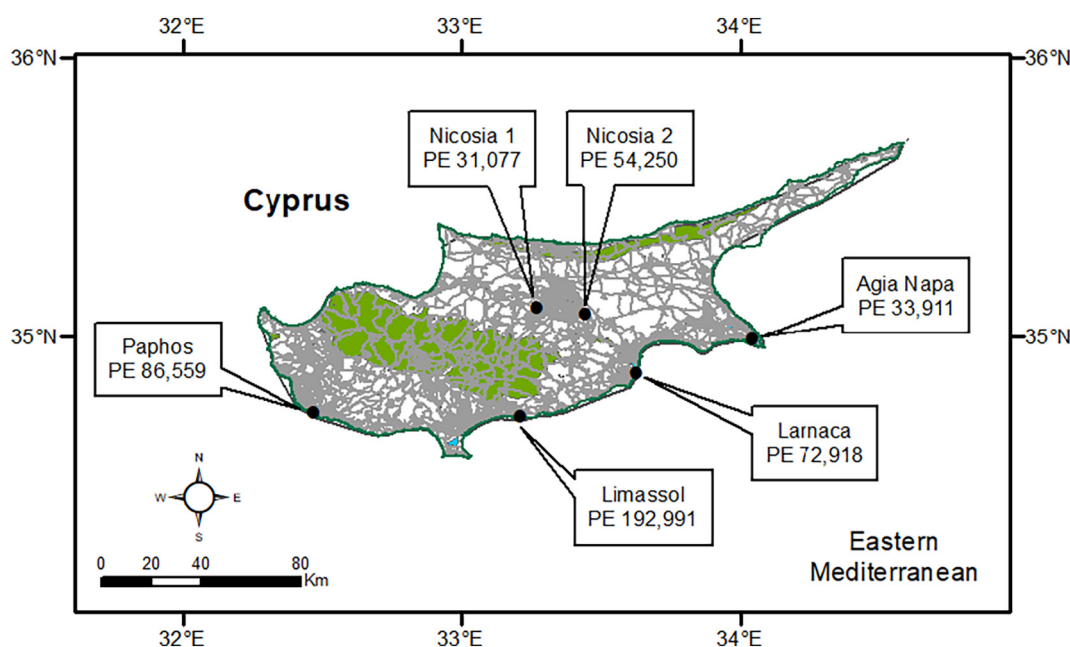 32°E
33°E
34°E
36°N
36°N
Nicosia 1
PE 31,077
Nicosia 2
PE 54,250
Cyprus
Agia Napa
PE 33,911
35°N
35°N
Paphos
PE 86,559
Larnaca
PE 72,918
Limassol
PE 192,991
N
W
E
S
0
20
40
80
Km
Eastern
Mediterranean
32°E
33°E
34°E